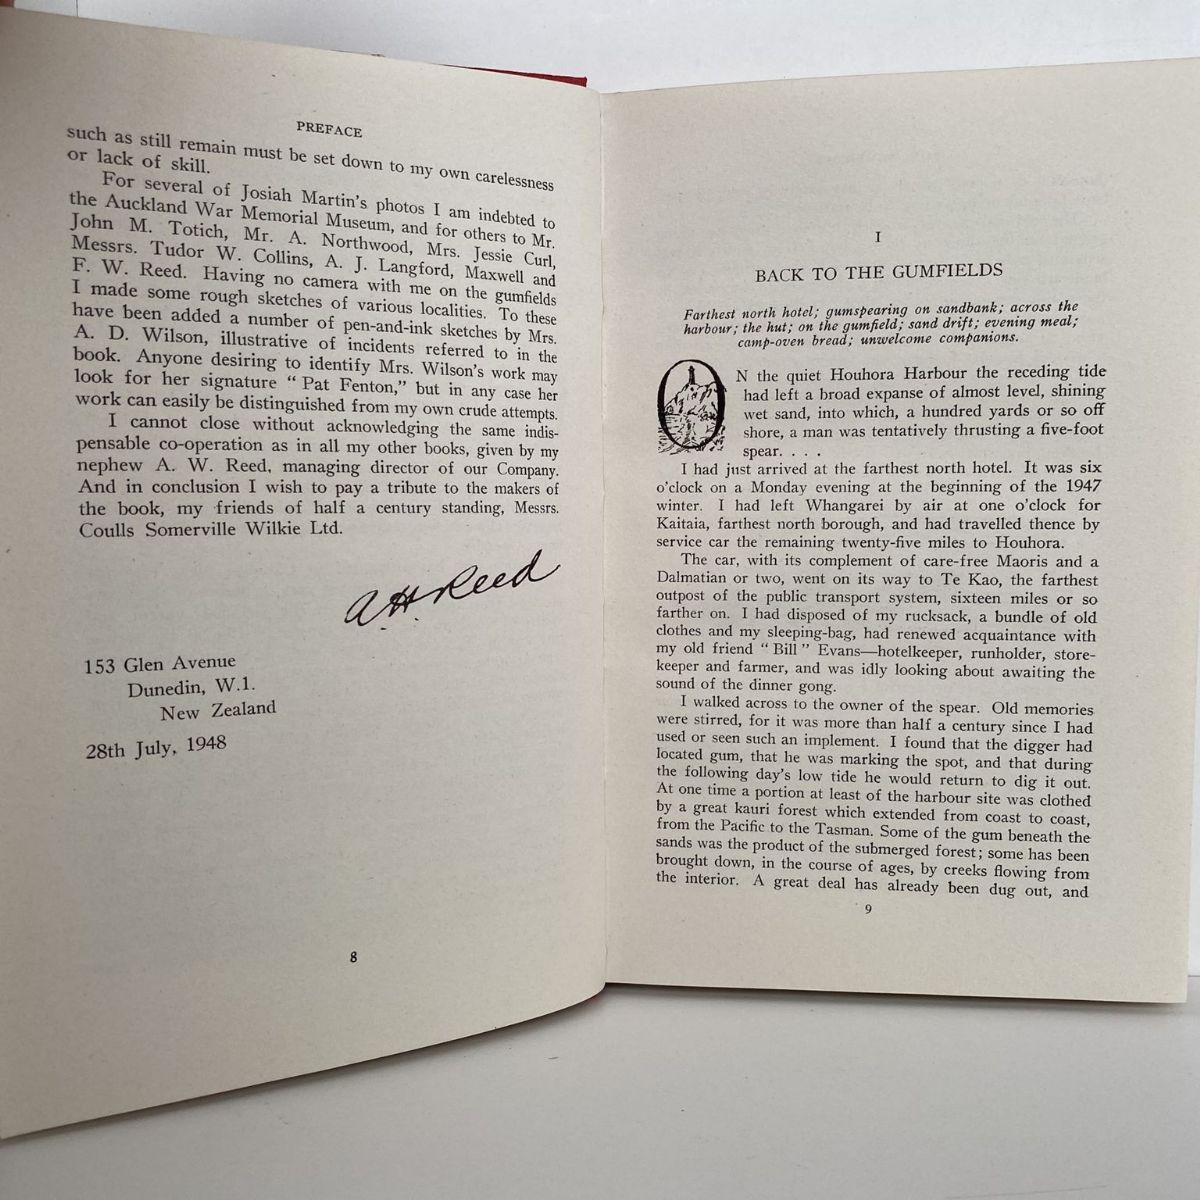 PREFACE
such as still remain must be set down to my own carelessness
or lack of skill.
For several of Josiah Martin's photos I am indebted to
the Auckland War Memorial Museum, and for others to Mr.
John M. Totich, Mr. A. Northwood, Mrs. Jessie Curl,
Messrs. Tudor W. Collins, A. J. Langford, Maxwell and
F. W. Reed. Having no camera with me on the gumfields
I made some rough sketches of various localities. To these
have been added a number of pen-and-ink sketches by Mrs.
A. D. Wilson, illustrative of incidents referred to in the
book. Anyone desiring to identify Mrs. Wilson's work may
look for her signature "Pat Fenton," but in any case her
work can easily be distinguished from my own crude attempts.
I cannot close without acknowledging the same indis-
pensable co-operation as in all my other books, given by my
nephew A. W. Reed, managing director of our Company.
And in conclusion I wish to pay a tribute to the makers of
the book, my friends of half a century standing, Messrs.
Coulls Somerville Wilkie Ltd.
A H Reed
153 Glen Avenue
Dunedin, W.1.
New Zealand
28th July, 1948
8
I
BACK TO THE GUMFIELDS
Farthest north hotel; gumspearing on sandbank; across the
harbour; the hut; on the gumfield; sand drift; evening meal;
camp-oven bread; unwelcome companions.
ON the quiet Houhora Harbour the receding tide
had left a broad expanse of almost level, shining
wet sand, into which, a hundred yards or so off
shore, a man was tentatively thrusting a five-foot
spear. . . .
I had just arrived at the farthest north hotel. It was six
o'clock on a Monday evening at the beginning of the 1947
winter. I had left Whangarei by air at one o'clock for
Kaitaia, farthest north borough, and had travelled thence by
service car the remaining twenty-five miles to Houhora.
The car, with its complement of care-free Maoris and a
Dalmatian or two, went on its way to Te Kao, the farthest
outpost of the public transport system, sixteen miles or so
farther on. I had disposed of my rucksack, a bundle of old
clothes and my sleeping-bag, had renewed acquaintance with
my old friend "Bill" Evans—hotelkeeper, runholder, store-
keeper and farmer, and was idly looking about awaiting the
sound of the dinner gong.
I walked across to the owner of the spear. Old memories
were stirred, for it was more than half a century since I had
used or seen such an implement. I found that the digger had
located gum, that he was marking the spot, and that during
the following day's low tide he would return to dig it out.
At one time a portion at least of the harbour site was clothed
by a great kauri forest which extended from coast to coast,
from the Pacific to the Tasman. Some of the gum beneath the
sands was the product of the submerged forest; some has been
brought down, in the course of ages, by creeks flowing from
the interior. A great deal has already been dug out, and
9